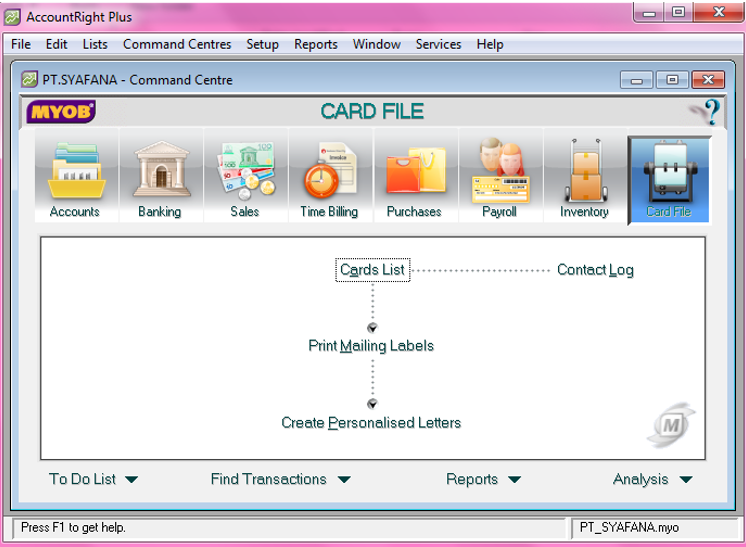 AccountRight Plus
File Edit Lists Command Centres Setup Reports Window Services Help
PT.SYAFANA - Command Centre
MYOB CARD FILE
Accounts Banking Sales Time Billing Purchases Payroll Inventory Card File
Cards List Contact Log
Print Mailing Labels
Create Personalised Letters
M
To Do List Find Transactions Reports Analysis
Press F1 to get help. PT_SYAFANA.myo